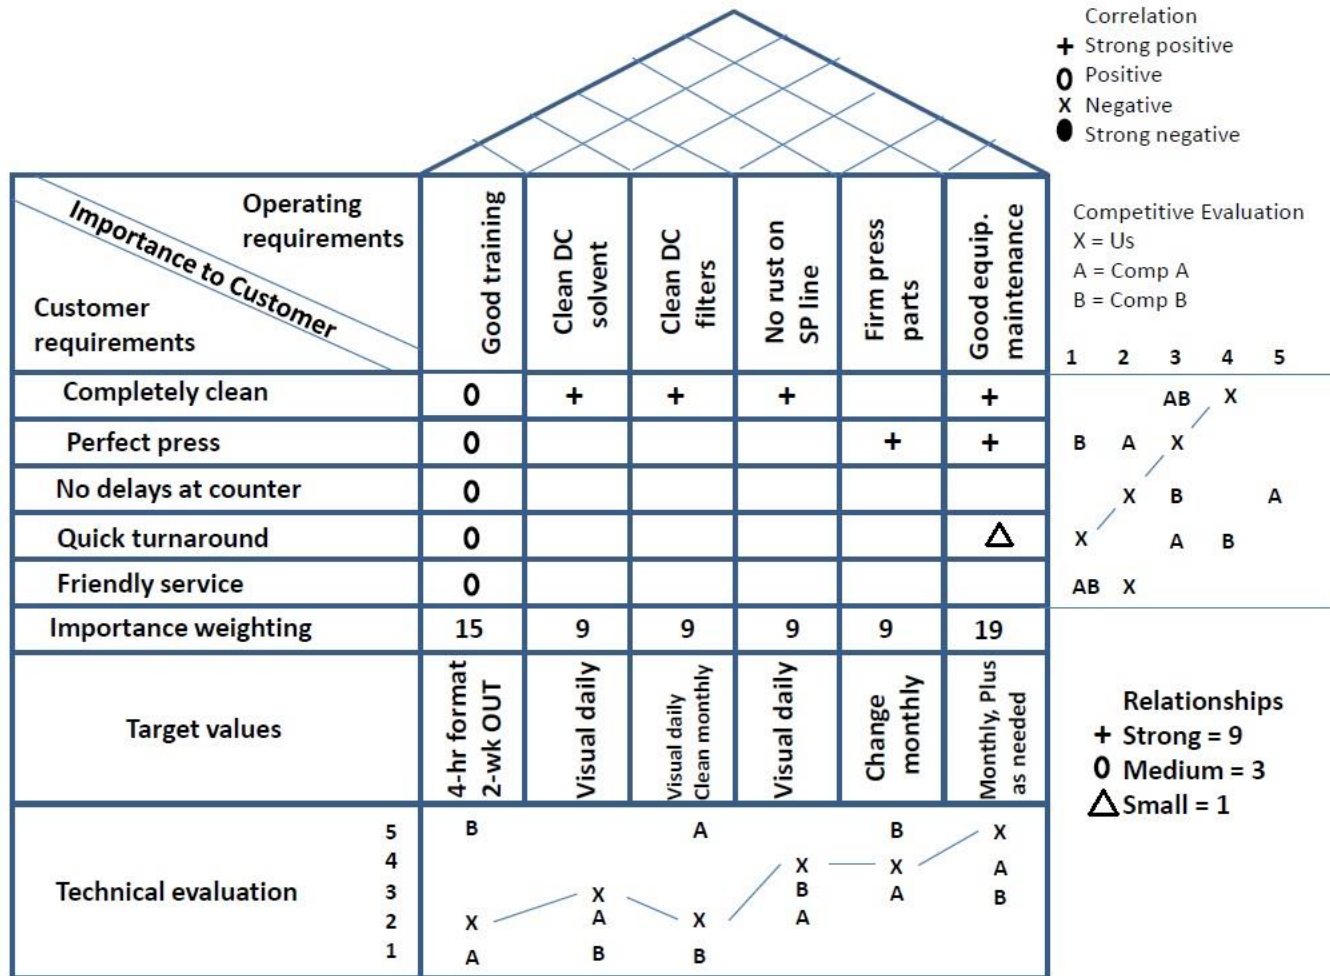 Correlation
+ Strong positive
0 Positive
X Negative
● Strong negative
Operating requirements
Importance to Customer
Customer requirements
Good training
Clean DC solvent
Clean DC filters
No rust on SP line
Firm press parts
Good equip. maintenance
Competitive Evaluation
X = Us
A = Comp A
B = Comp B
1 2 3 4 5
Completely clean 0 + + + + AB X
Perfect press 0 + + B A X
No delays at counter 0 X B A
Quick turnaround 0 △ X A B
Friendly service 0 AB X
Importance weighting 15 9 9 9 9 19
Target values
4-hr format 2-wk OUT
Visual daily
Visual daily Clean monthly
Visual daily
Change monthly
Monthly, Plus as needed
Relationships
+ Strong = 9
0 Medium = 3
△ Small = 1
Technical evaluation
5 B A B X
4 X X A
3 X B A B
2 X A X A
1 A B B